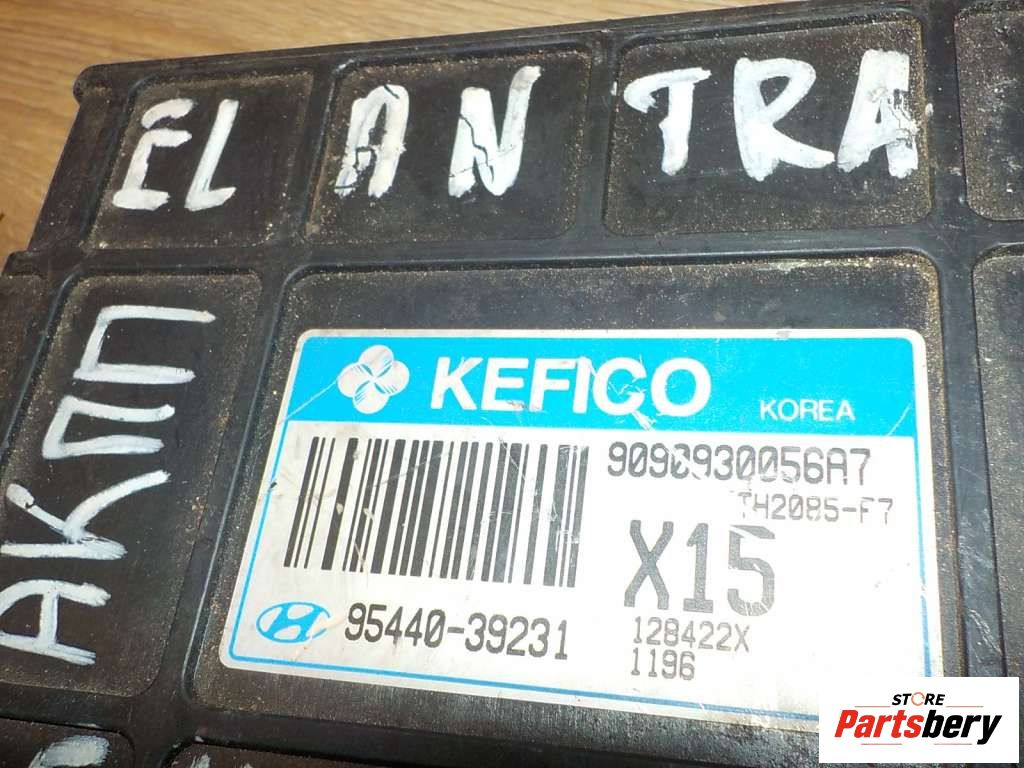 ELANTRA
АКПП
KEFICO KOREA
9090930056A7
TH2085-F7
X15
95440-39231
128422X
1196
STORE
Partsbery